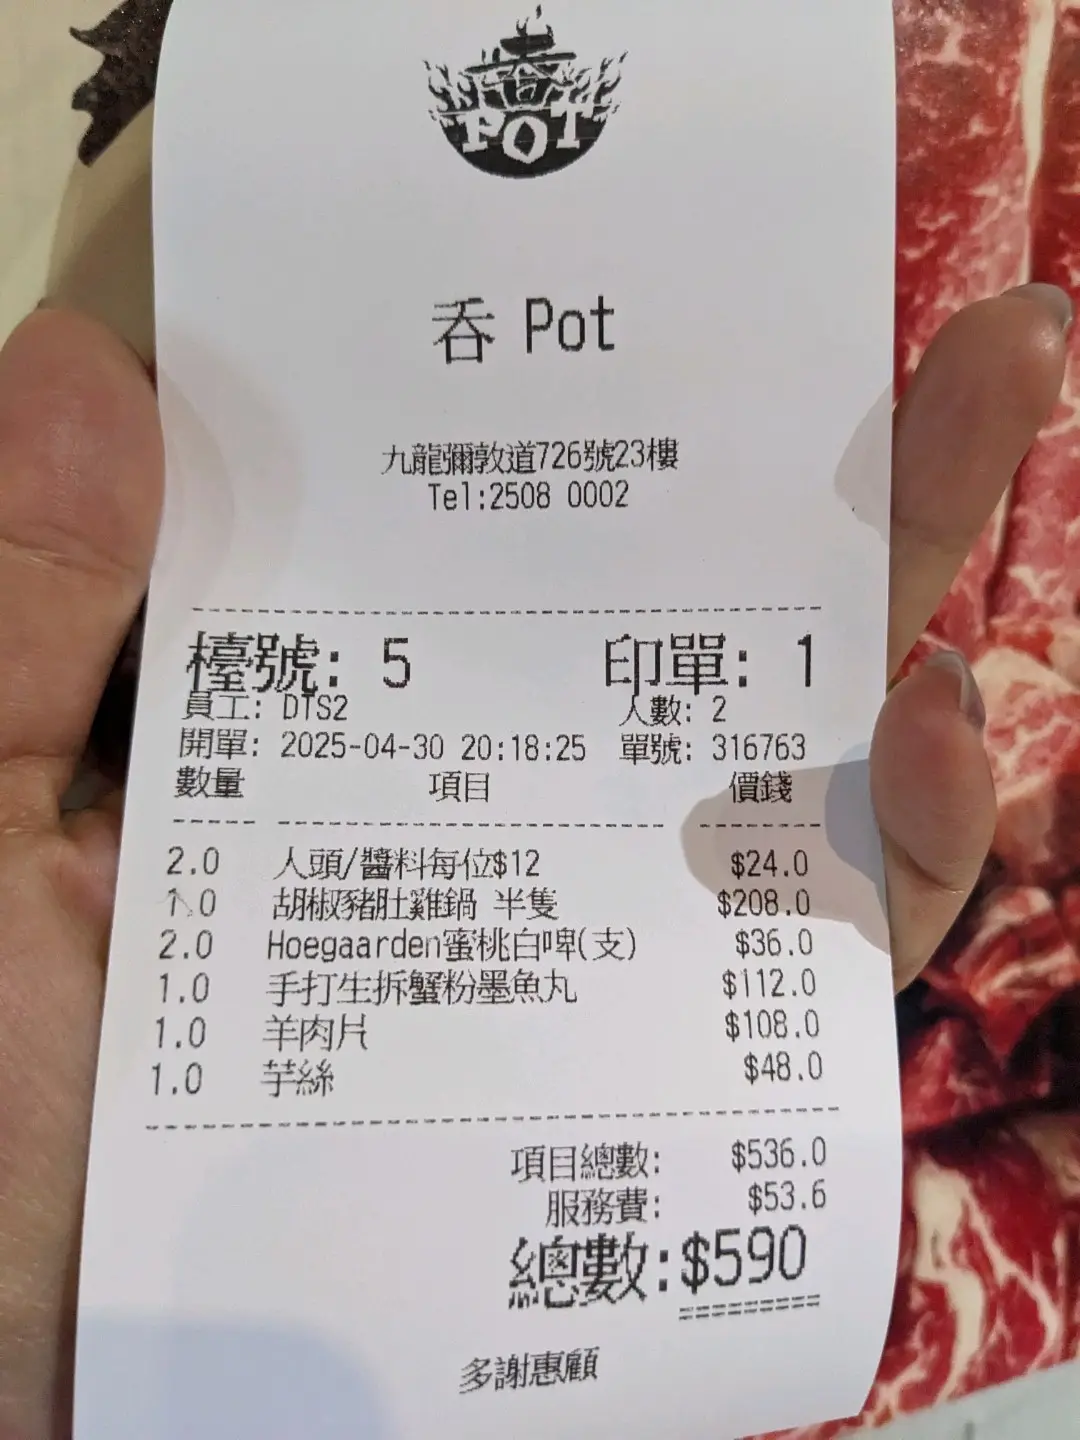 吞
POT
吞 Pot
九龍彌敦道726號23樓
Tel:2508 0002
檯號: 5 印單: 1
員工: DTS2 人數: 2
開單: 2025-04-30 20:18:25 單號: 316763
數量 項目 價錢
2.0 人頭/醬料每位$12 $24.0
1.0 胡椒豬肚雞鍋 半隻 $208.0
2.0 Hoegaarden蜜桃白啤(支) $36.0
1.0 手打生拆蟹粉墨魚丸 $112.0
1.0 羊肉片 $108.0
1.0 芋絲 $48.0
項目總數: $536.0
服務費: $53.6
總數:$590
多謝惠顧